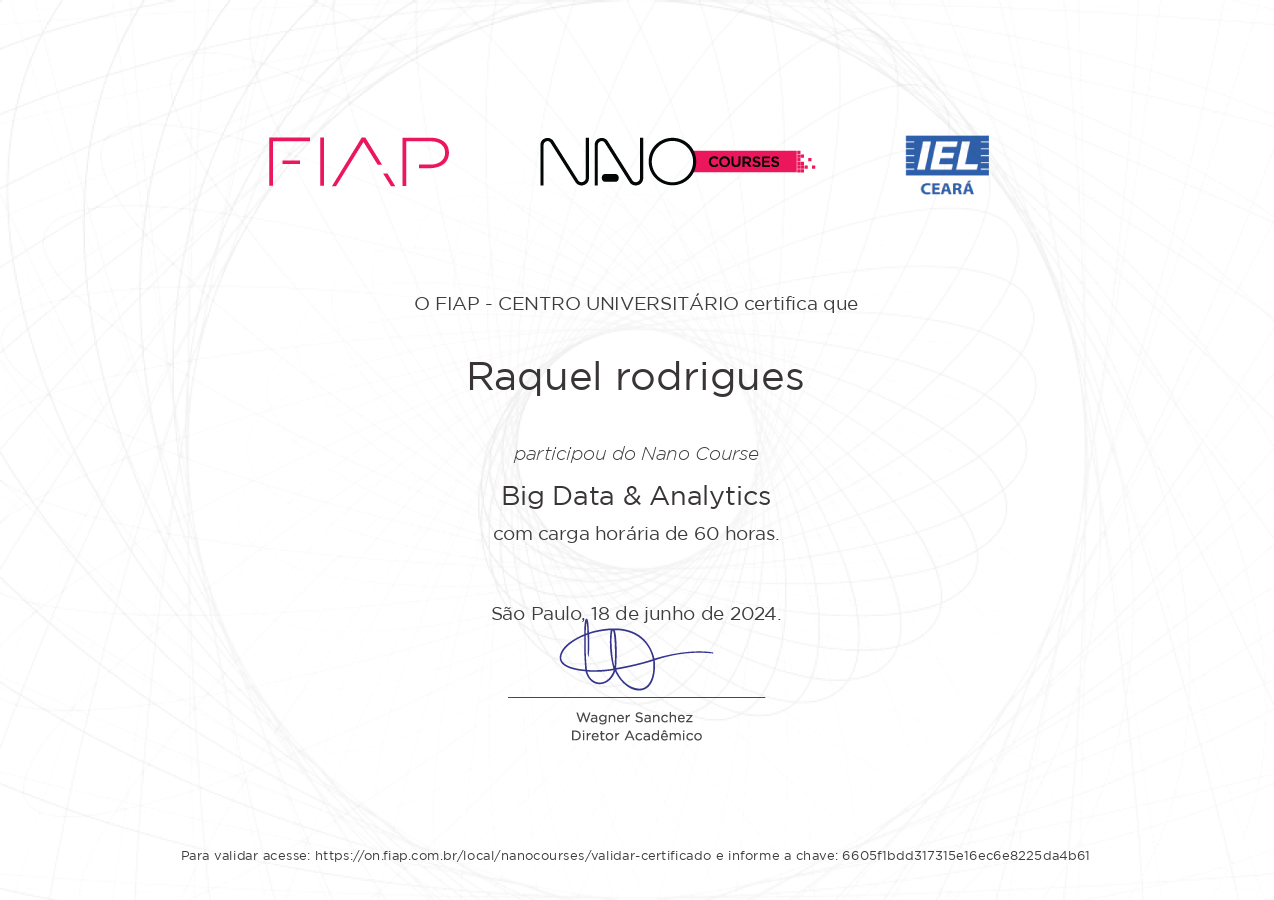 FIAP
NANO COURSES
IEL
CEARÁ
O FIAP - CENTRO UNIVERSITÁRIO certifica que
Raquel rodrigues
participou do Nano Course
Big Data & Analytics
com carga horária de 60 horas.
São Paulo, 18 de junho de 2024.
Wagner Sanchez
Diretor Acadêmico
Para validar acesse: https://on.fiap.com.br/local/nanocourses/validar-certificado e informe a chave: 6605f1bdd317315e16ec6e8225da4b61